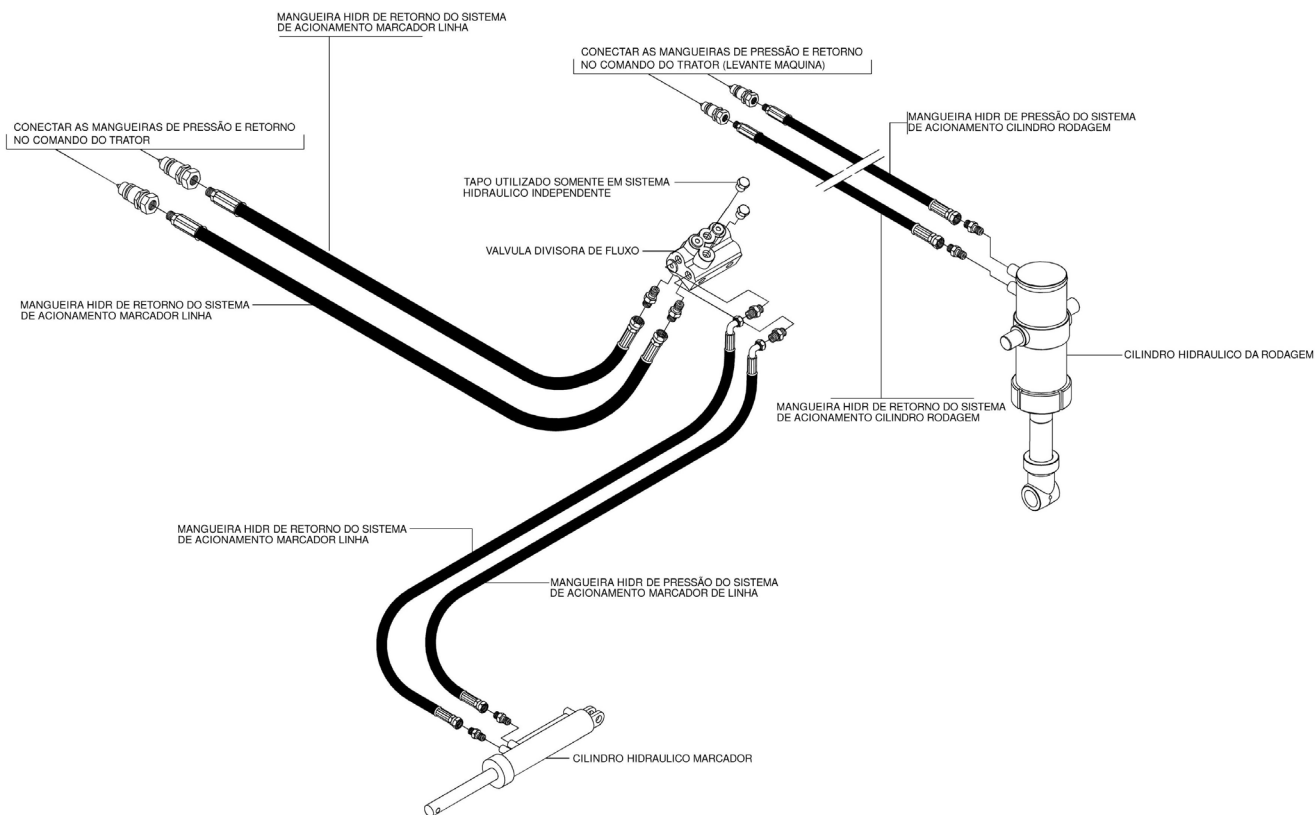 MANGUEIRA HIDR DE RETORNO DO SISTEMA
DE ACIONAMENTO MARCADOR LINHA
CONECTAR AS MANGUEIRAS DE PRESSÃO E RETORNO
NO COMANDO DO TRATOR (LEVANTE MAQUINA)
CONECTAR AS MANGUEIRAS DE PRESSÃO E RETORNO
NO COMANDO DO TRATOR
MANGUEIRA HIDR DE PRESSÃO DO SISTEMA
DE ACIONAMENTO CILINDRO RODAGEM
TAPO UTILIZADO SOMENTE EM SISTEMA
HIDRAULICO INDEPENDENTE
VALVULA DIVISORA DE FLUXO
MANGUEIRA HIDR DE RETORNO DO SISTEMA
DE ACIONAMENTO MARCADOR LINHA
CILINDRO HIDRAULICO DA RODAGEM
MANGUEIRA HIDR DE RETORNO DO SISTEMA
DE ACIONAMENTO CILINDRO RODAGEM
MANGUEIRA HIDR DE RETORNO DO SISTEMA
DE ACIONAMENTO MARCADOR LINHA
MANGUEIRA HIDR DE PRESSÃO DO SISTEMA
DE ACIONAMENTO MARCADOR DE LINHA
CILINDRO HIDRAULICO MARCADOR